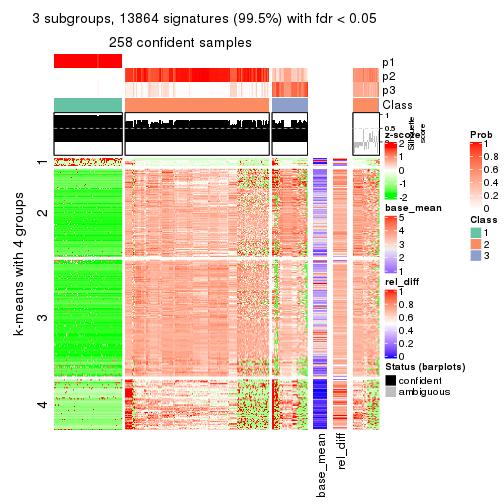 3 subgroups, 13864 signatures (99.5%) with fdr < 0.05
258 confident samples
p1
p2
p3
Class
1
0.5
0
Silhouette
score
k-means with 4 groups
1
2
3
4
base_mean
rel_diff
z-score
2
1
0
-1
-2
base_mean
5
4
3
2
1
rel_diff
1
0.8
0.6
0.4
0.2
0
Status (barplots)
confident
ambiguous
Prob
1
0.8
0.6
0.4
0.2
0
Class
1
2
3